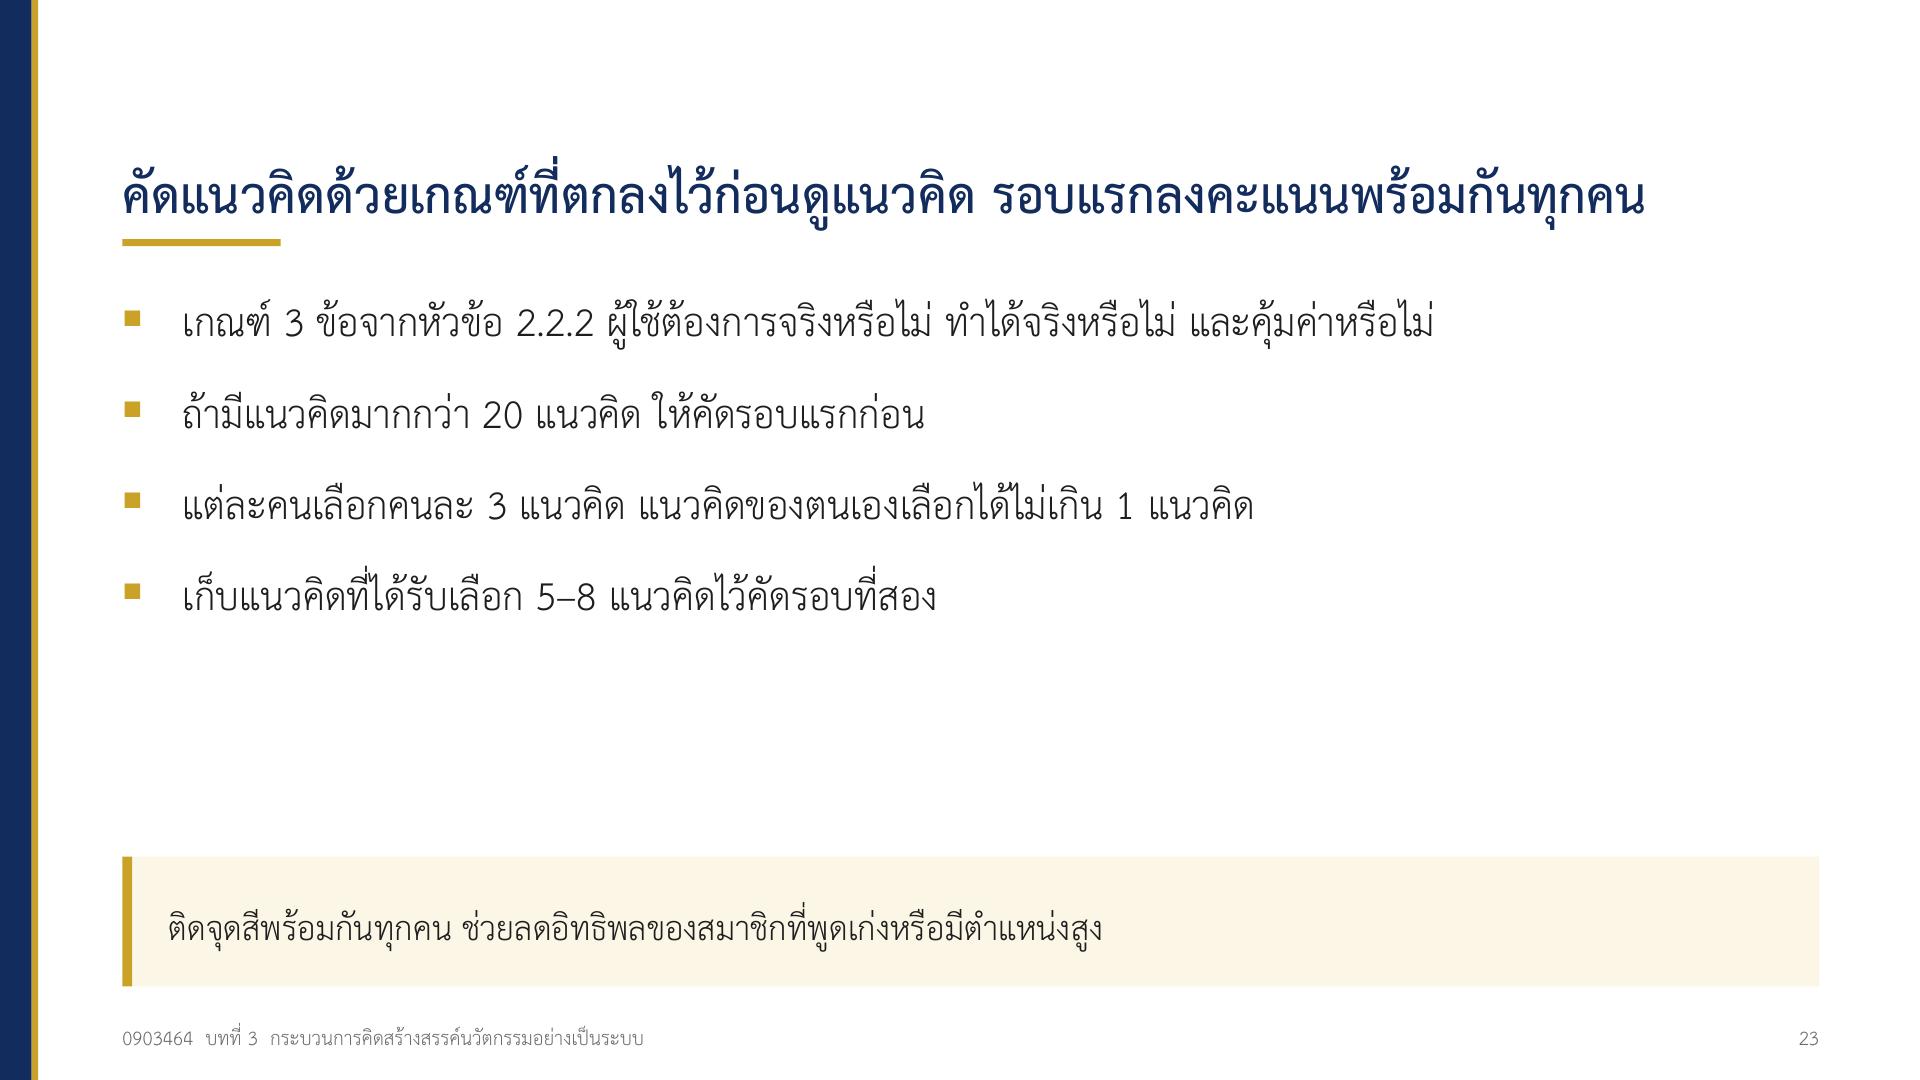 คัดแนวคิดด้วยเกณฑ์ที่ตกลงไว้ก่อนดูแนวคิด รอบแรกลงคะแนนพร้อมกันทุกคน
▪ เกณฑ์ 3 ข้อจากหัวข้อ 2.2.2 ผู้ใช้ต้องการจริงหรือไม่ ทำได้จริงหรือไม่ และคุ้มค่าหรือไม่
▪ ถ้ามีแนวคิดมากกว่า 20 แนวคิด ให้คัดรอบแรกก่อน
▪ แต่ละคนเลือกคนละ 3 แนวคิด แนวคิดของตนเองเลือกได้ไม่เกิน 1 แนวคิด
▪ เก็บแนวคิดที่ได้รับเลือก 5–8 แนวคิดไว้คัดรอบที่สอง
ติดจุดสีพร้อมกันทุกคน ช่วยลดอิทธิพลของสมาชิกที่พูดเก่งหรือมีตำแหน่งสูง
0903464 บทที่ 3 กระบวนการคิดสร้างสรรค์นวัตกรรมอย่างเป็นระบบ
23